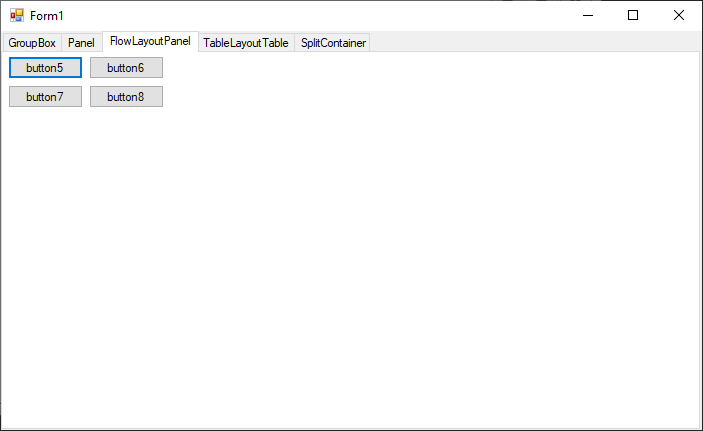 Form1
GroupBox Panel FlowLayoutPanel TableLayoutTable SplitContainer
button5 button6
button7 button8